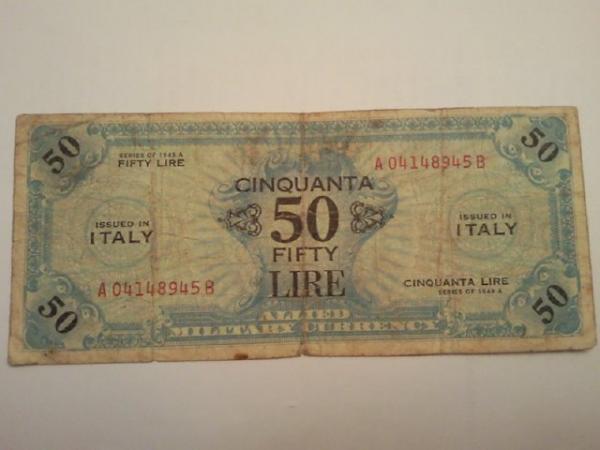 50
50
SERIES OF 1943 A
FIFTY LIRE
A 04148945 B
CINQUANTA
50
FIFTY
LIRE
ISSUED IN
ITALY
ISSUED IN
ITALY
A 04148945 B
CINQUANTA LIRE
SERIES OF 1943 A
50
50
ALLIED
MILITARY CURRENCY